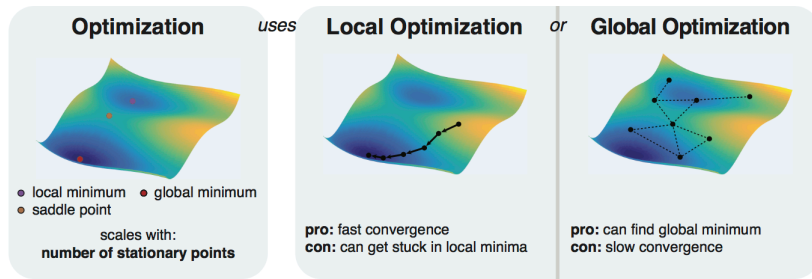 Optimization
uses
Local Optimization
or
Global Optimization
local minimum
global minimum
saddle point
scales with:
number of stationary points
pro: fast convergence
con: can get stuck in local minima
pro: can find global minimum
con: slow convergence